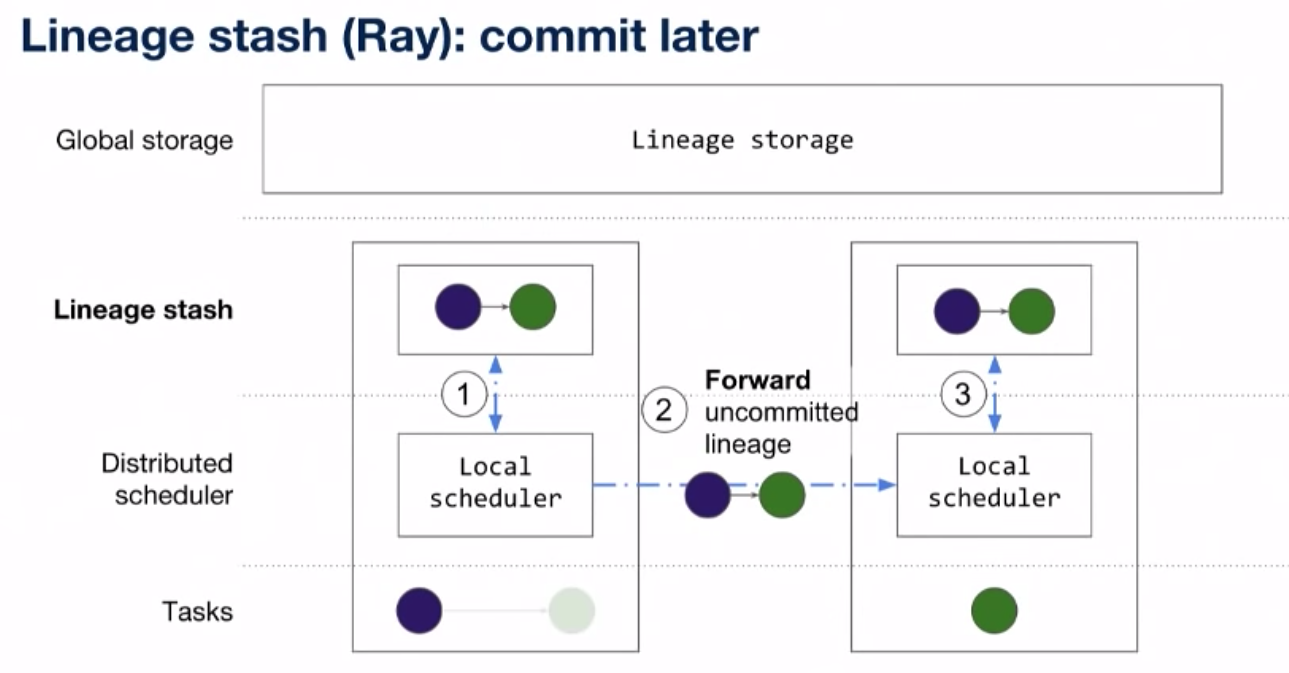 Lineage stash (Ray): commit later
Global storage
Lineage storage
Lineage stash
1
2
Forward
uncommitted
lineage
3
Distributed
scheduler
Local
scheduler
Local
scheduler
Tasks